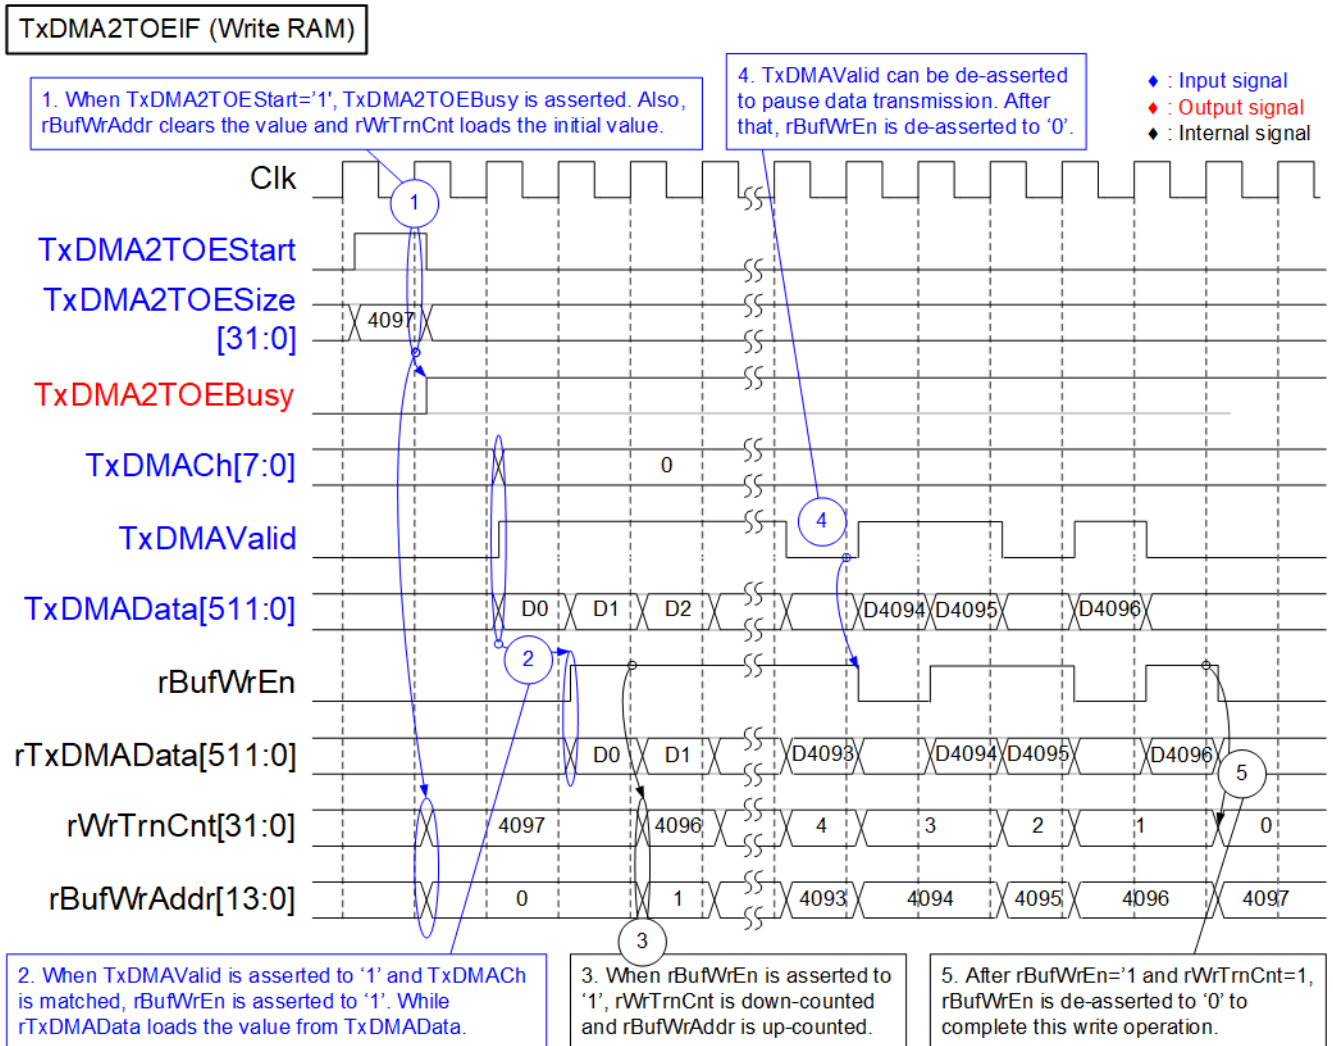 TxDMA2TOEIF (Write RAM)
1. When TxDMA2TOEStart='1', TxDMA2TOEBusy is asserted. Also,
rBufWrAddr clears the value and rWrTrnCnt loads the initial value.
4. TxDMAValid can be de-asserted
to pause data transmission. After
that, rBufWrEn is de-asserted to ‘0’.
♦ : Input signal
♦ : Output signal
♦ : Internal signal
Clk
1
TxDMA2TOEStart
TxDMA2TOESize
[31:0]
4097
TxDMA2TOEBusy
TxDMACh[7:0]
0
TxDMAValid
4
TxDMAData[511:0]
D0 D1 D2 D4094 D4095 D4096
2
rBufWrEn
rTxDMAData[511:0]
D0 D1 D4093 D4094 D4095 D4096
5
rWrTrnCnt[31:0]
4097 4096 4 3 2 1 0
rBufWrAddr[13:0]
0 1 4093 4094 4095 4096 4097
3
2. When TxDMAValid is asserted to ‘1’ and TxDMACh
is matched, rBufWrEn is asserted to ‘1’. While
rTxDMAData loads the value from TxDMAData.
3. When rBufWrEn is asserted to
‘1’, rWrTrnCnt is down-counted
and rBufWrAddr is up-counted.
5. After rBufWrEn=’1 and rWrTrnCnt=1,
rBufWrEn is de-asserted to ‘0’ to
complete this write operation.